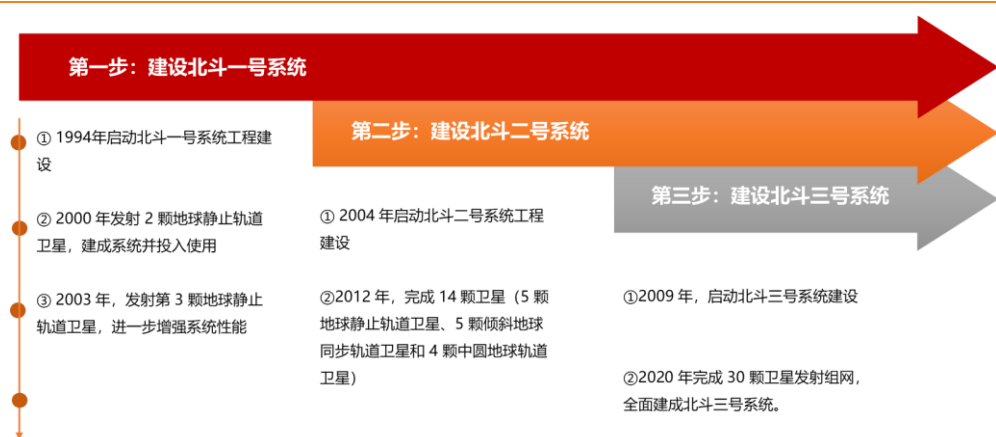 第一步：建设北斗一号系统
① 1994年启动北斗一号系统工程建
设
② 2000 年发射 2 颗地球静止轨道
卫星，建成系统并投入使用
③ 2003 年，发射第 3 颗地球静止
轨道卫星，进一步增强系统性能
第二步：建设北斗二号系统
① 2004 年启动北斗二号系统工程
建设
②2012 年，完成 14 颗卫星（5 颗
地球静止轨道卫星、5 颗倾斜地球
同步轨道卫星和 4 颗中圆地球轨道
卫星）
第三步：建设北斗三号系统
①2009 年，启动北斗三号系统建设
②2020 年完成 30 颗卫星发射组网，
全面建成北斗三号系统。